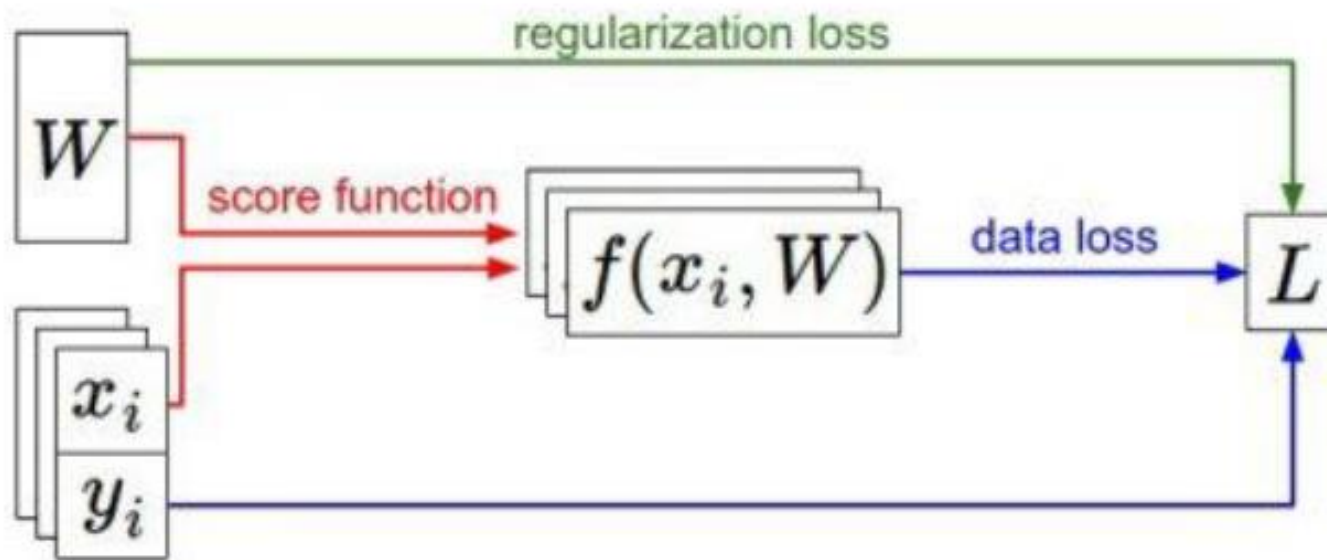 regularization loss
W
score function
f(x_i, W)
data loss
L
x_i
y_i